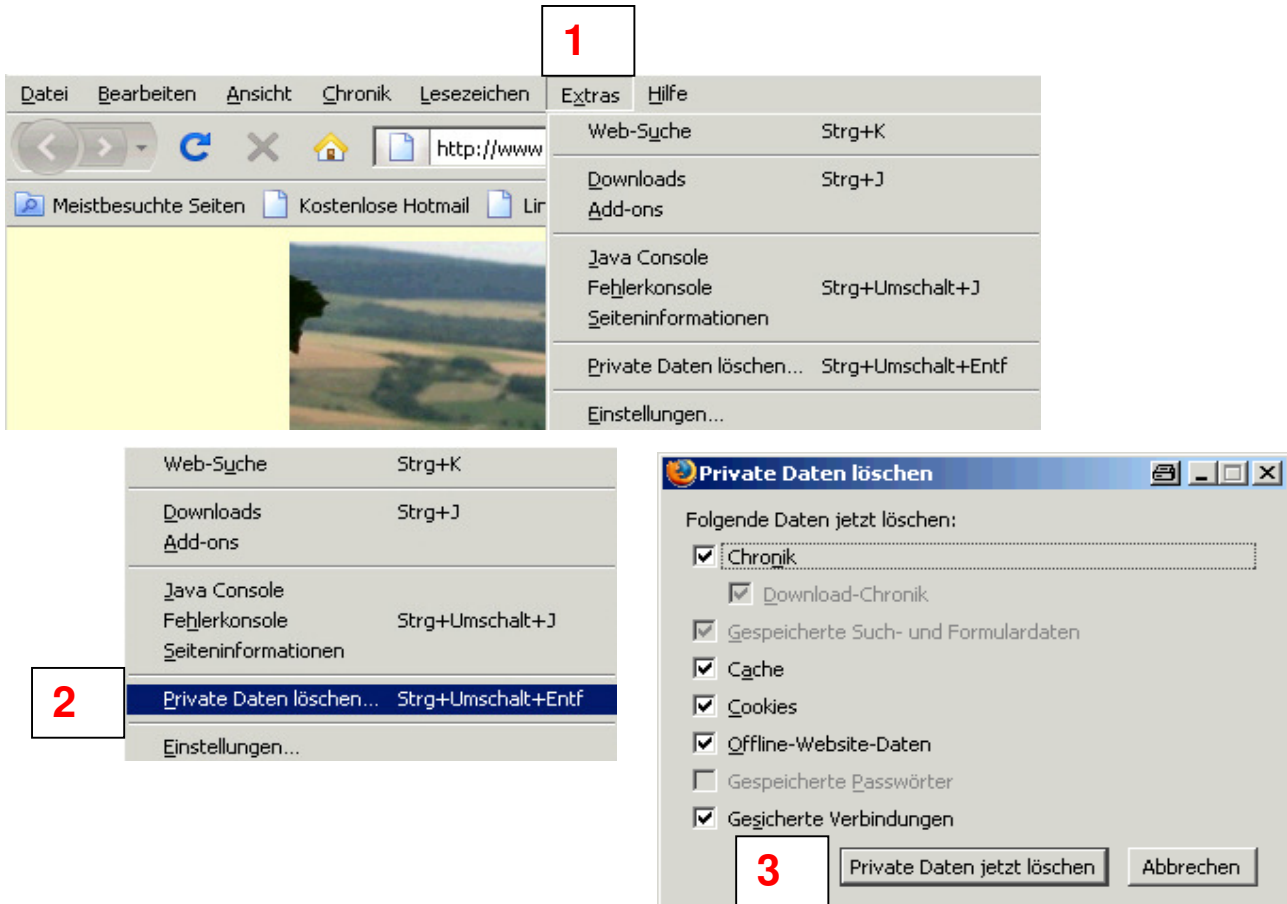 1
Datei Bearbeiten Ansicht Chronik Lesezeichen Extras Hilfe
http://www
Meistbesuchte Seiten Kostenlose Hotmail Lin
Web-Suche Strg+K
Downloads Strg+J
Add-ons
Java Console
Fehlerkonsole Strg+Umschalt+J
Seiteninformationen
Private Daten löschen... Strg+Umschalt+Entf
Einstellungen...
Web-Suche Strg+K
Downloads Strg+J
Add-ons
Java Console
Fehlerkonsole Strg+Umschalt+J
Seiteninformationen
2
Private Daten löschen... Strg+Umschalt+Entf
Einstellungen...
Private Daten löschen
Folgende Daten jetzt löschen:
Chronik
Download-Chronik
Gespeicherte Such- und Formulardaten
Cache
Cookies
Offline-Website-Daten
Gespeicherte Passwörter
Gesicherte Verbindungen
3
Private Daten jetzt löschen Abbrechen